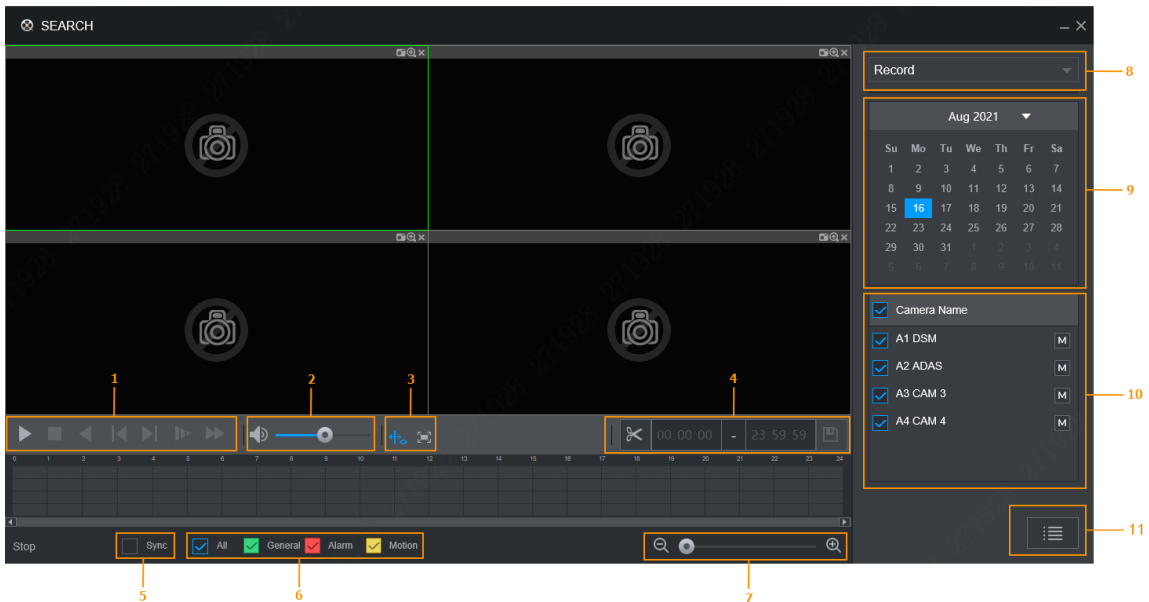 SEARCH
Record
8
Aug 2021
Su Mo Tu We Th Fr Sa
1 2 3 4 5 6 7
8 9 10 11 12 13 14
9
15 16 17 18 19 20 21
22 23 24 25 26 27 28
29 30 31 1 2 3 4
5 6 7 8 9 10 11
Camera Name
A1 DSM M
A2 ADAS M
A3 CAM 3 M
10
A4 CAM 4 M
1 2 3 4
00:00:00 - 23:59:59
0 1 2 3 4 5 6 7 8 9 10 11 12 13 14 15 16 17 18 19 20 21 22 23 24
11
Stop Sync All General Alarm Motion
5 6 7
271928 271928